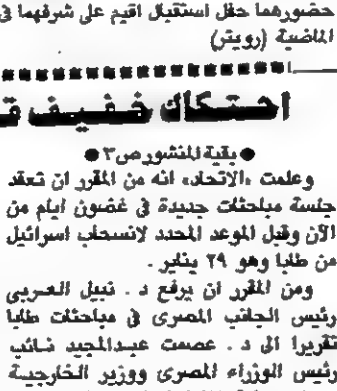 حضورهما حفل استقبال اقيم على شرفهما في
الماضية (رويتر)
احتكاك خفيف
● بقية المنشور ص٣ ●
وعلمت «الاتحاد» انه من المقرر ان تعقد
جلسة مباحثات جديدة في غضون ايام من
الآن وقبل الموعد المحدد لانسحاب اسرائيل
من طابا وهو ٢٩ يناير .
ومن المقرر ان يرفع د . نبيل العربي
رئيس الجانب المصرى في مباحثات طابا
تقريرا الى د . عصمت عبدالمجيد نائب
رئيس الوزراء المصرى ووزير الخارجية